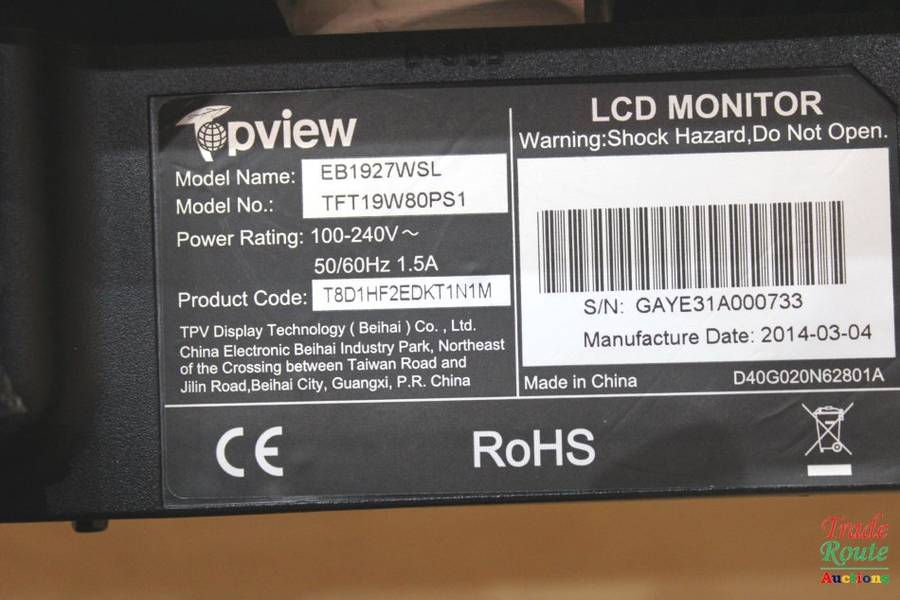 D-SUB
Tpview
Model Name: EB1927WSL
Model No.: TFT19W80PS1
Power Rating: 100-240V～
50/60Hz 1.5A
Product Code: T8D1HF2EDKT1N1M
TPV Display Technology ( Beihai ) Co. , Ltd.
China Electronic Beihai Industry Park, Northeast
of the Crossing between Taiwan Road and
Jilin Road,Beihai City, Guangxi, P.R. China
LCD MONITOR
Warning:Shock Hazard,Do Not Open.
S/N: GAYE31A000733
Manufacture Date: 2014-03-04
Made in China D40G020N62801A
CE RoHS
Trade
Route
Auctions